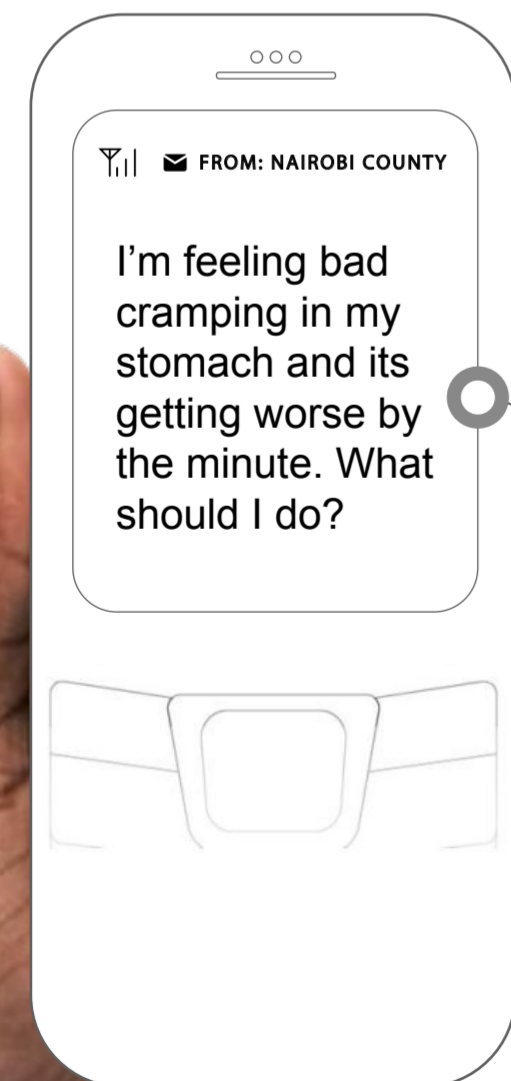 FROM: NAIROBI COUNTY
I'm feeling bad
cramping in my
stomach and its
getting worse by
the minute. What
should I do?